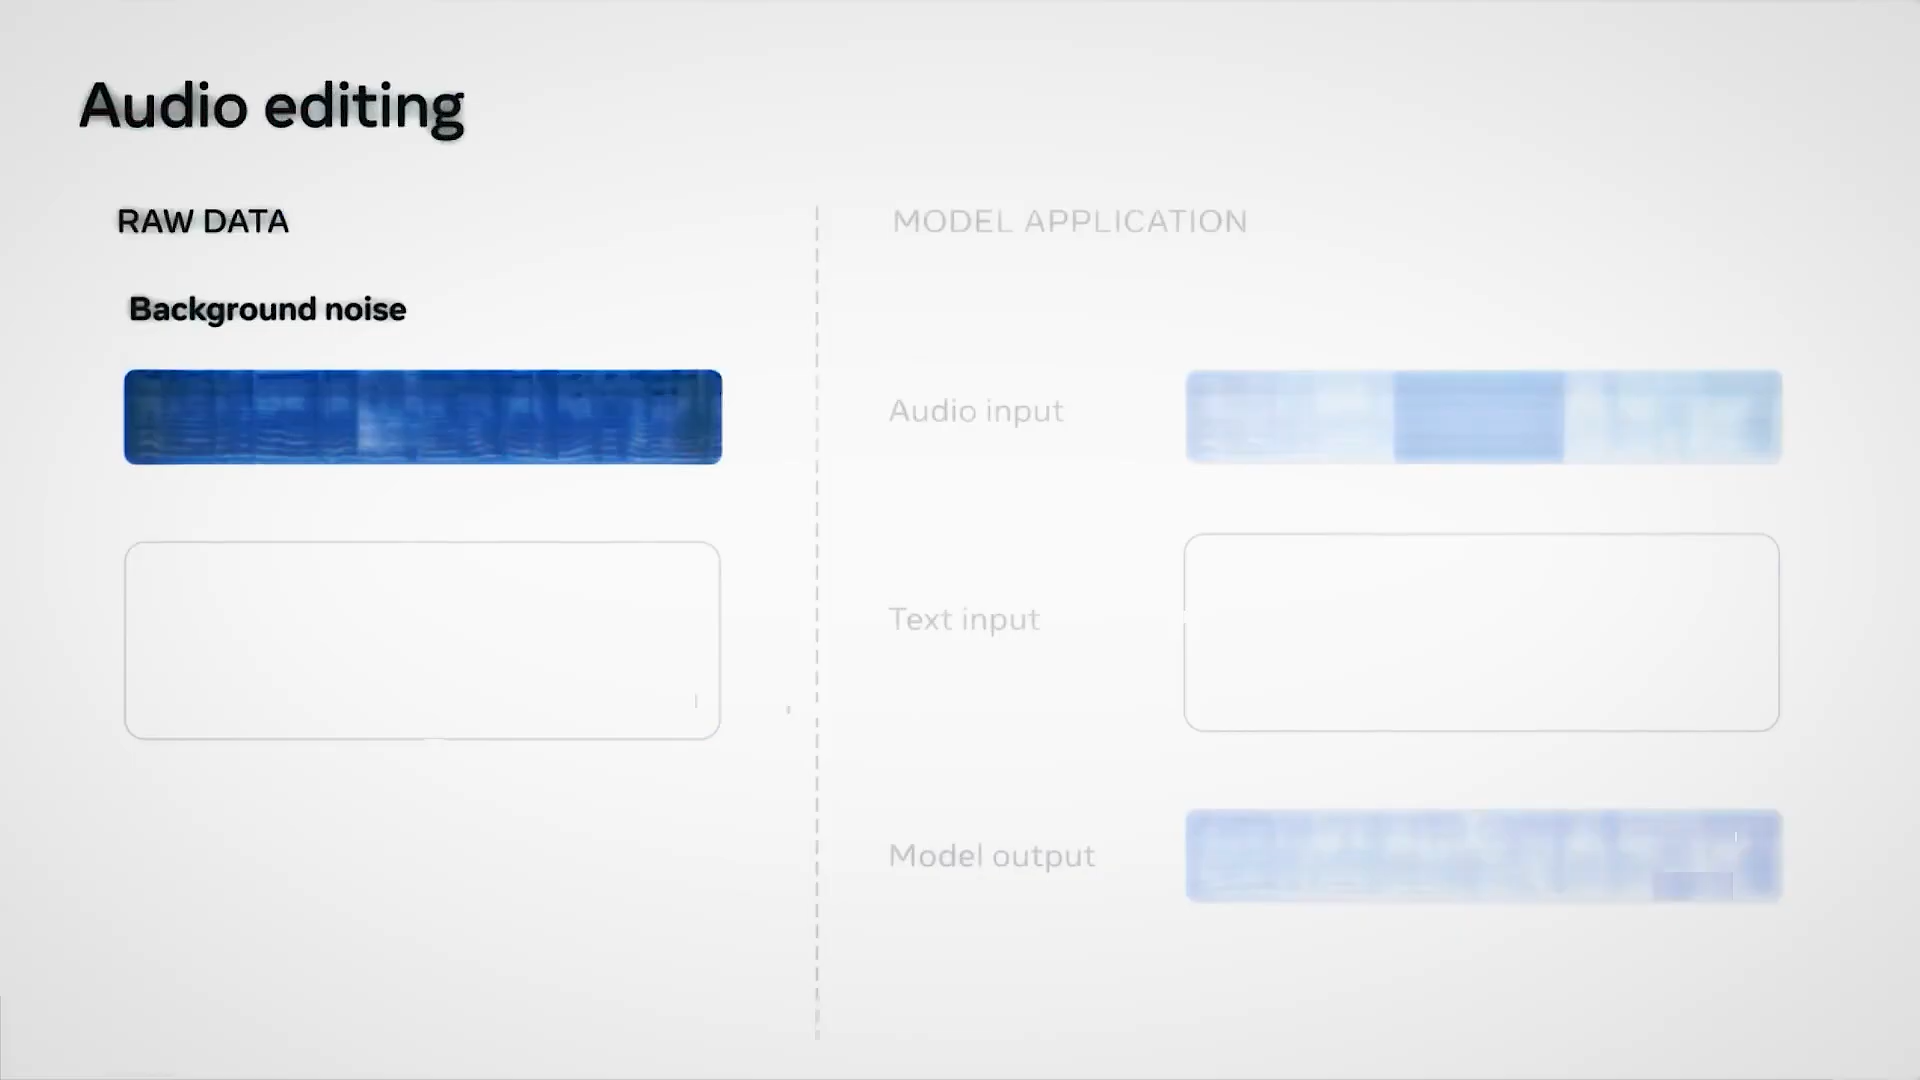 Audio editing
RAW DATA
Background noise
MODEL APPLICATION
Audio input
Text input
Model output